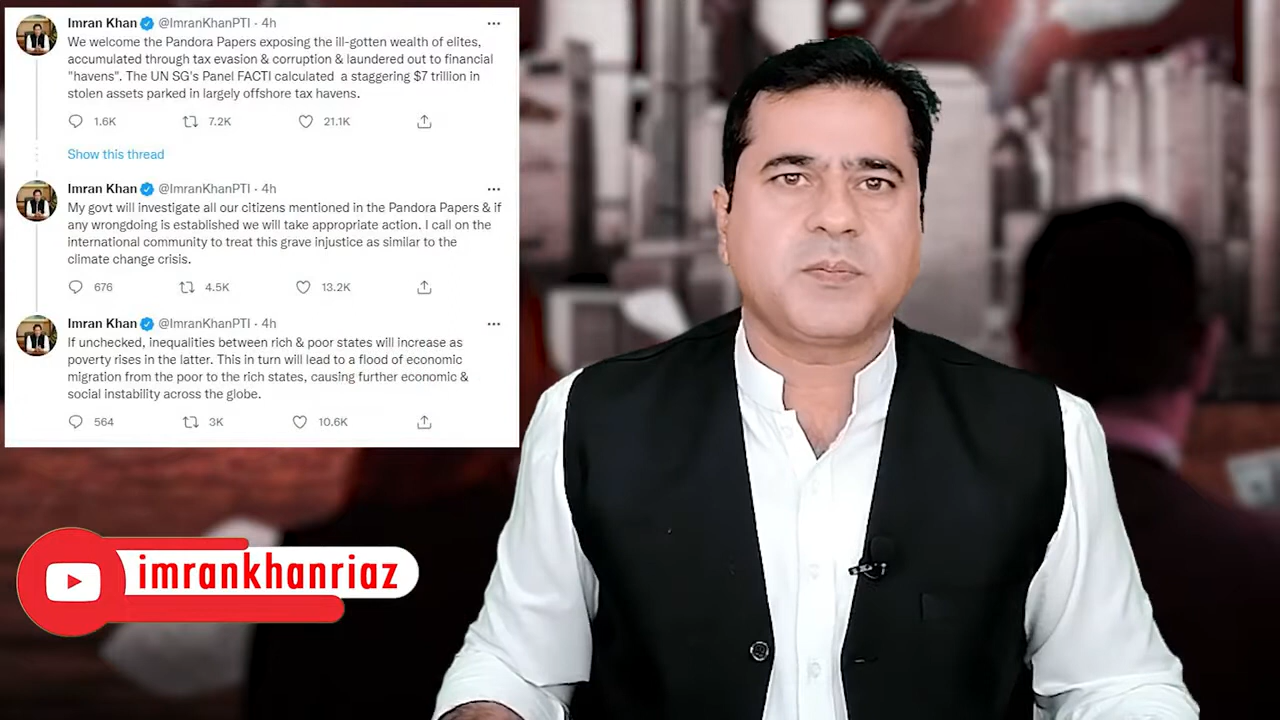 Imran Khan @ImranKhanPTI · 4h
We welcome the Pandora Papers exposing the ill-gotten wealth of elites,
accumulated through tax evasion & corruption & laundered out to financial
"havens". The UN SG's Panel FACTI calculated a staggering $7 trillion in
stolen assets parked in largely offshore tax havens.
1.6K 7.2K 21.1K
Show this thread
Imran Khan @ImranKhanPTI · 4h
My govt will investigate all our citizens mentioned in the Pandora Papers & if
any wrongdoing is established we will take appropriate action. I call on the
international community to treat this grave injustice as similar to the
climate change crisis.
676 4.5K 13.2K
Imran Khan @ImranKhanPTI · 4h
If unchecked, inequalities between rich & poor states will increase as
poverty rises in the latter. This in turn will lead to a flood of economic
migration from the poor to the rich states, causing further economic &
social instability across the globe.
564 3K 10.6K
imrankhanriaz